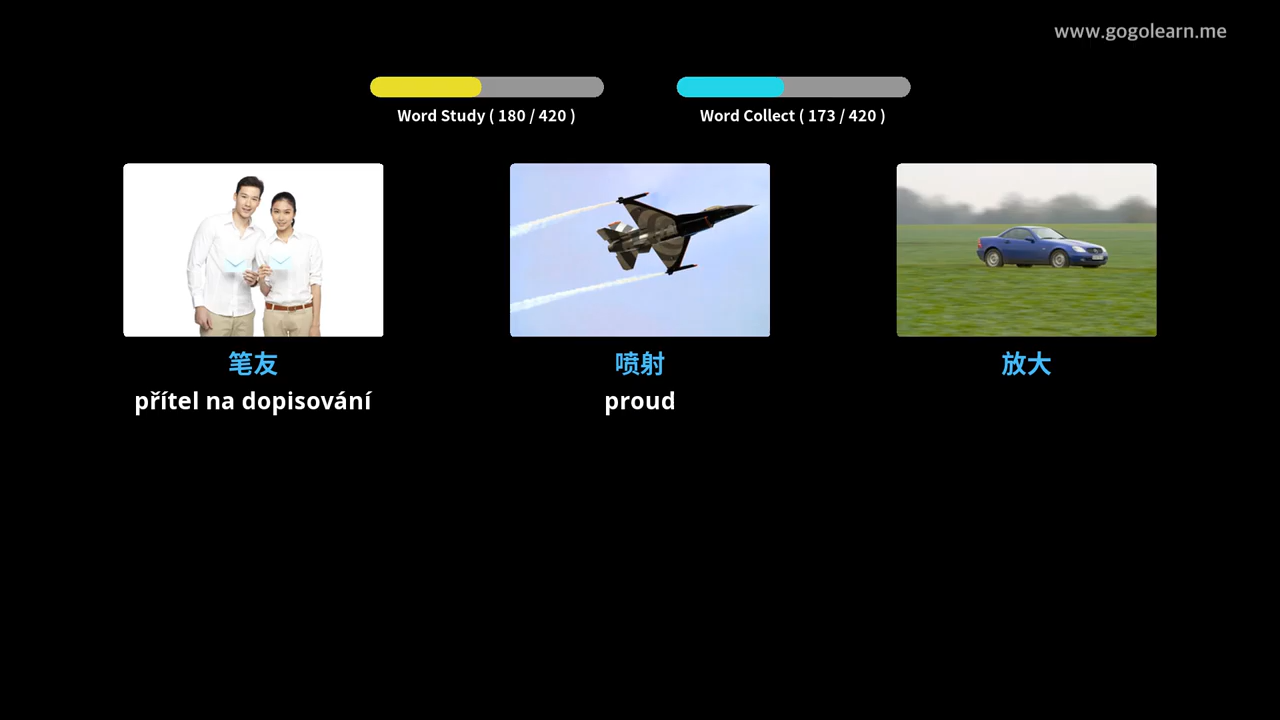 www.gogolearn.me
Word Study ( 180 / 420 )
Word Collect ( 173 / 420 )
笔友
喷射
放大
přítel na dopisování
proud